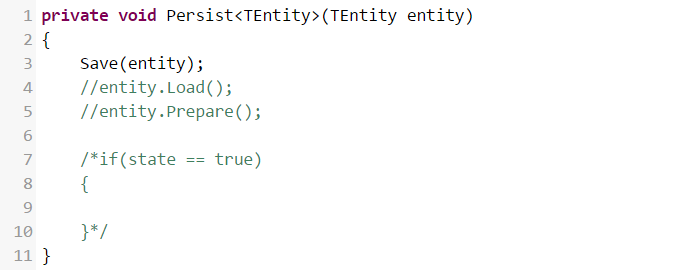 1 private void Persist<TEntity>(TEntity entity)
2 {
3     Save(entity);
4     //entity.Load();
5     //entity.Prepare();
6
7     /*if(state == true)
8     {
9
10     }*/
11 }